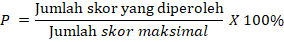 P = Jumlah skor yang diperoleh / Jumlah skor maksimal X 100%